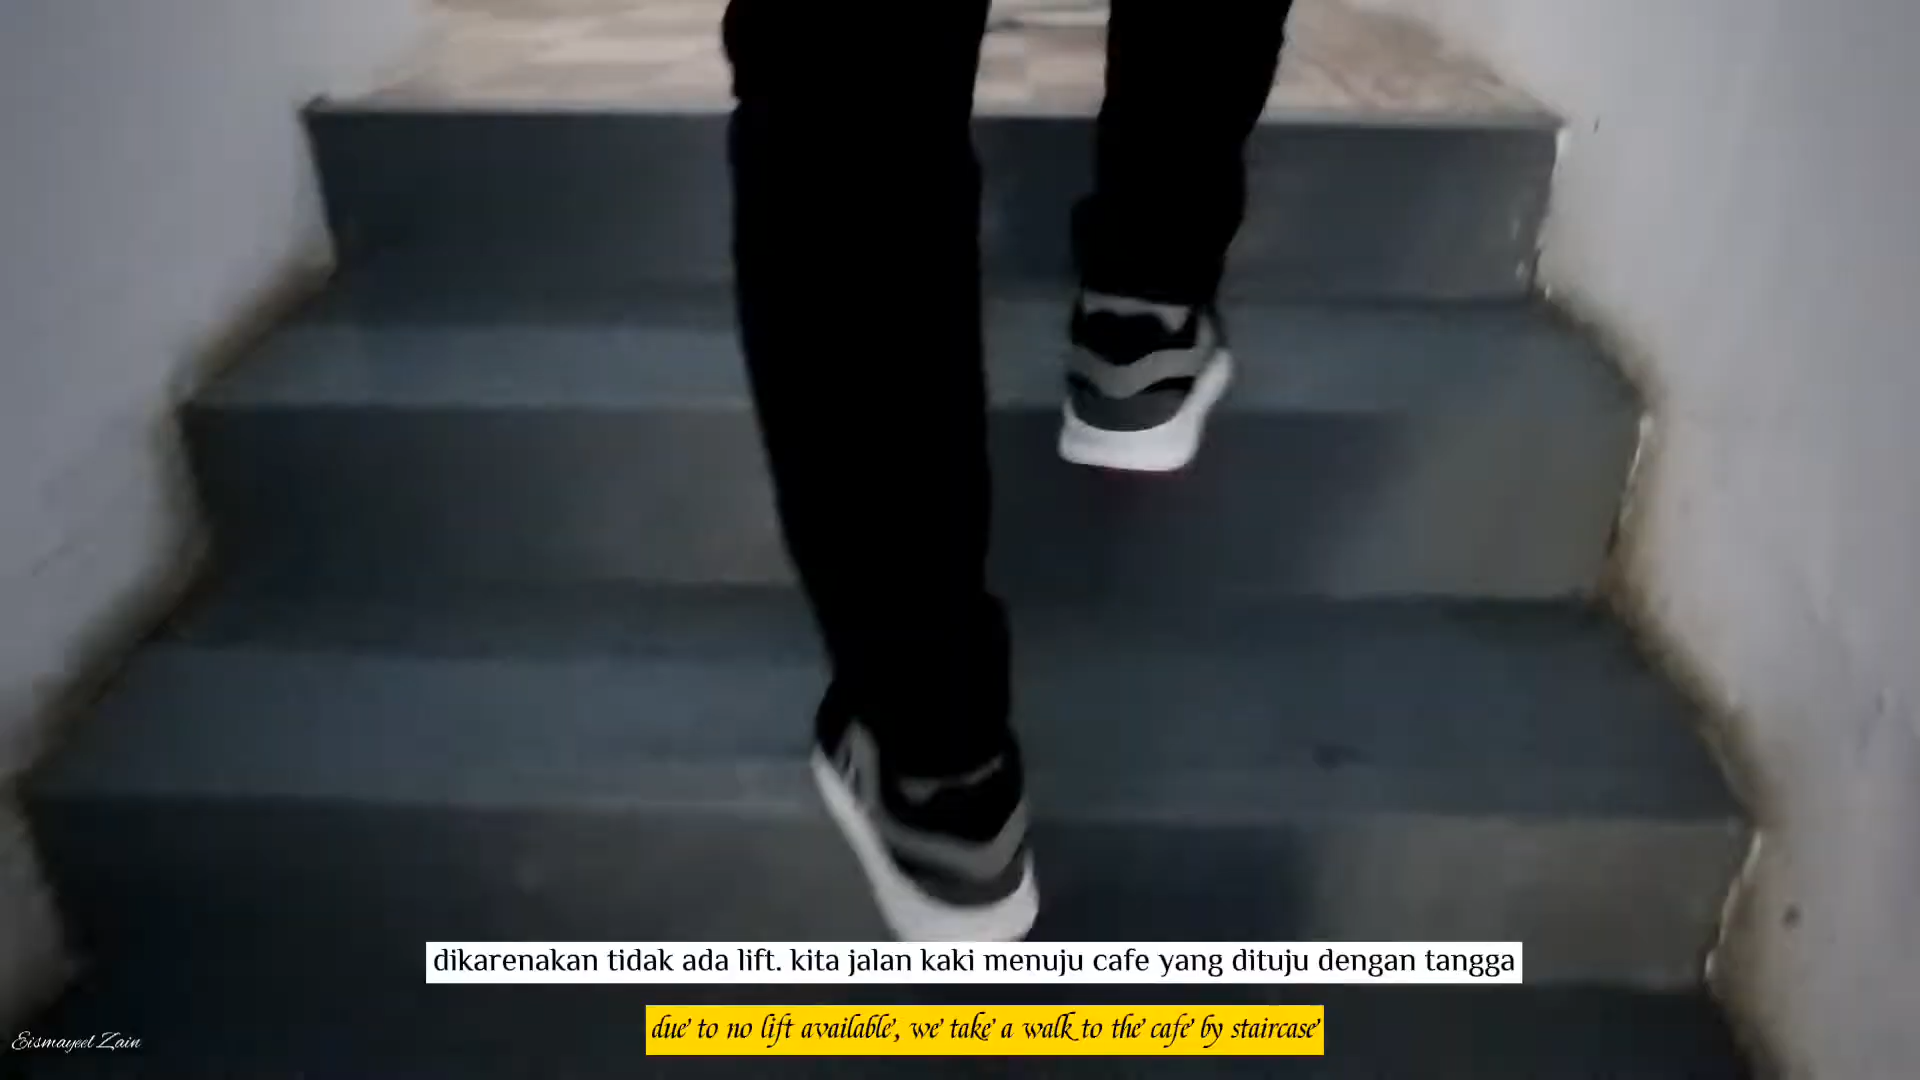 dikarenakan tidak ada lift. kita jalan kaki menuju cafe yang dituju dengan tangga
due to no lift available, we take a walk to the cafe by staircase
Eismayeel Zain